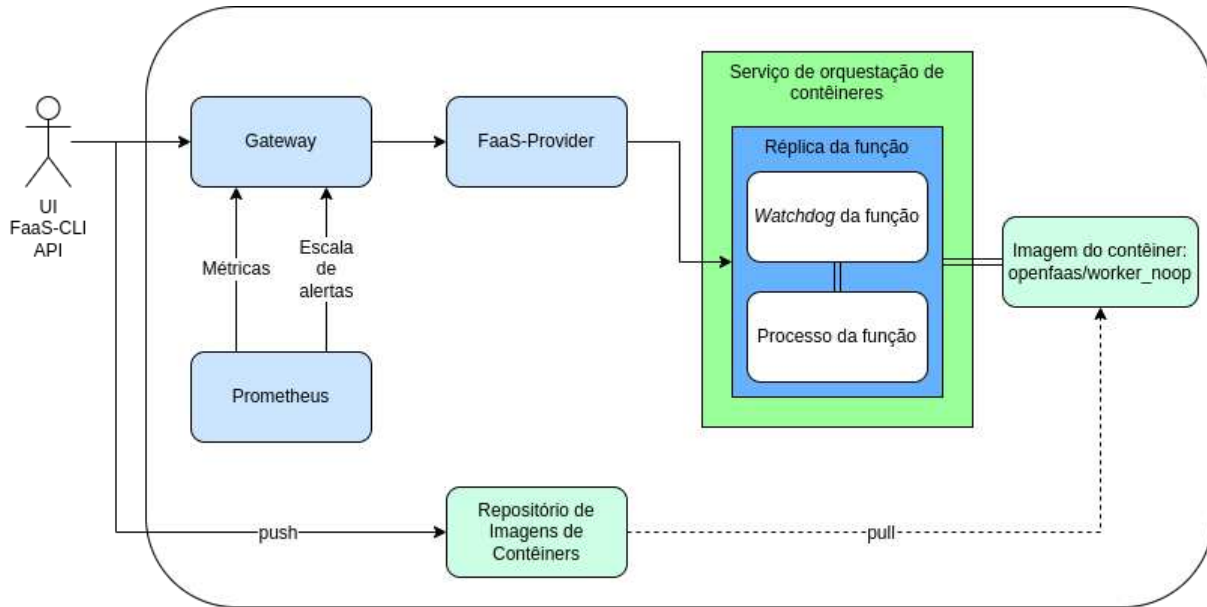 Serviço de orquestação de
contêineres
Gateway
FaaS-Provider
Réplica da função
UI
FaaS-CLI
API
Watchdog da função
Métricas
Escala
de
alertas
Imagem do contêiner:
openfaas/worker_noop
Processo da função
Prometheus
Repositório de
Imagens de
Contêiners
push
pull